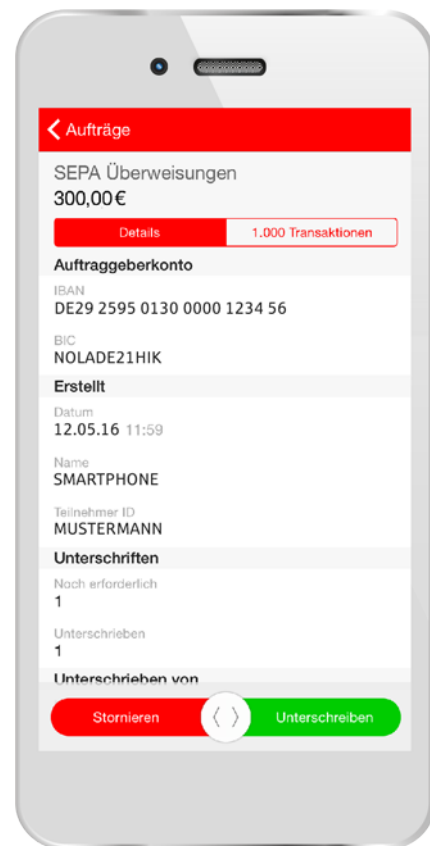 Aufträge
SEPA Überweisungen
300,00€
Details 1.000 Transaktionen
Auftraggeberkonto
IBAN
DE29 2595 0130 0000 1234 56
BIC
NOLADE21HIK
Erstellt
Datum
12.05.16 11:59
Name
SMARTPHONE
Teilnehmer ID
MUSTERMANN
Unterschriften
Noch erforderlich
1
Unterschrieben
1
Unterschrieben von
Stornieren Unterschreiben